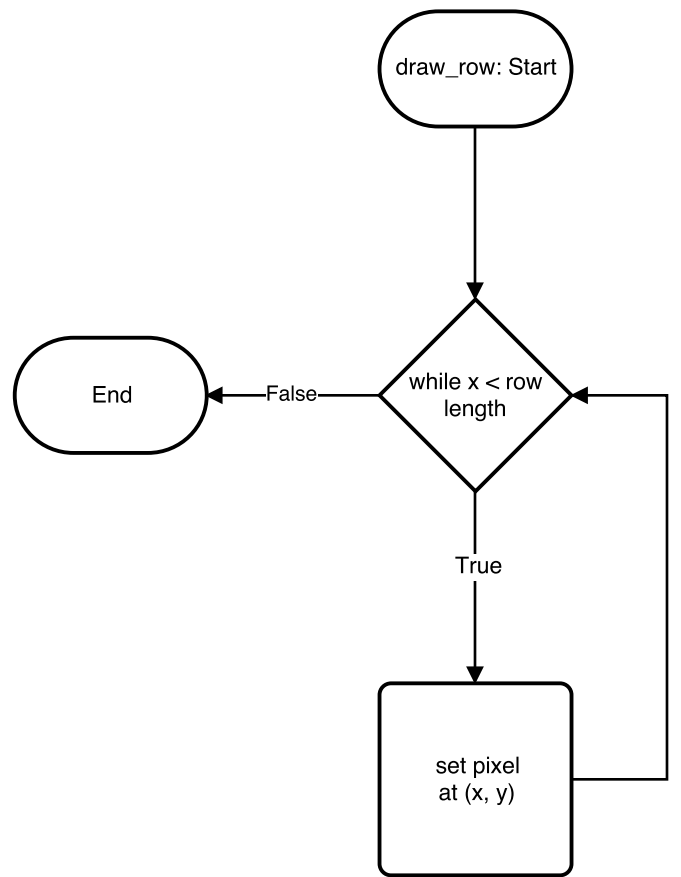 draw_row: Start
while x < row
length
False
End
True
set pixel
at (x, y)